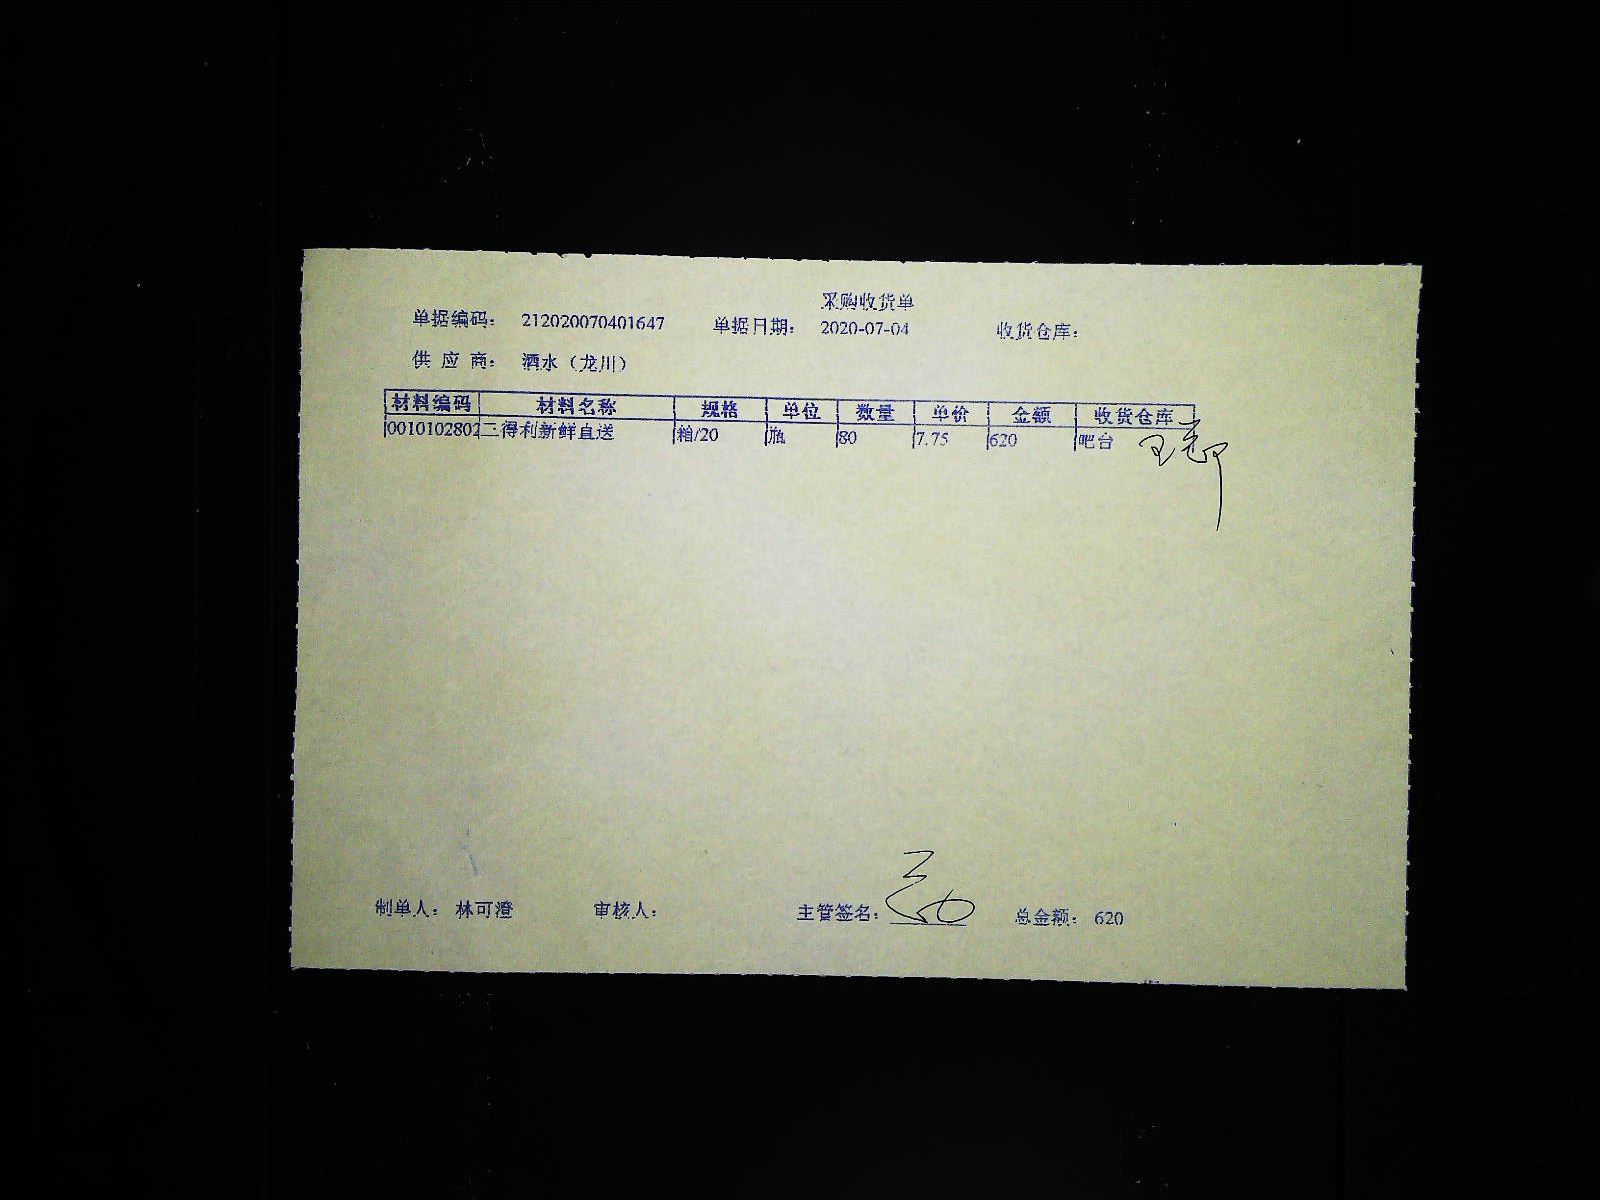 采购收货单
单据编码： 212020070401647 单据日期： 2020-07-04 收货仓库：
供 应 商： 酒水（龙川）
材料编码 材料名称 规格 单位 数量 单价 金额 收货仓库
0010102802 三得利新鲜直送 箱/20 瓶 80 7.75 620 吧台
制单人： 林可澄 审核人： 主管签名： 总金额： 620